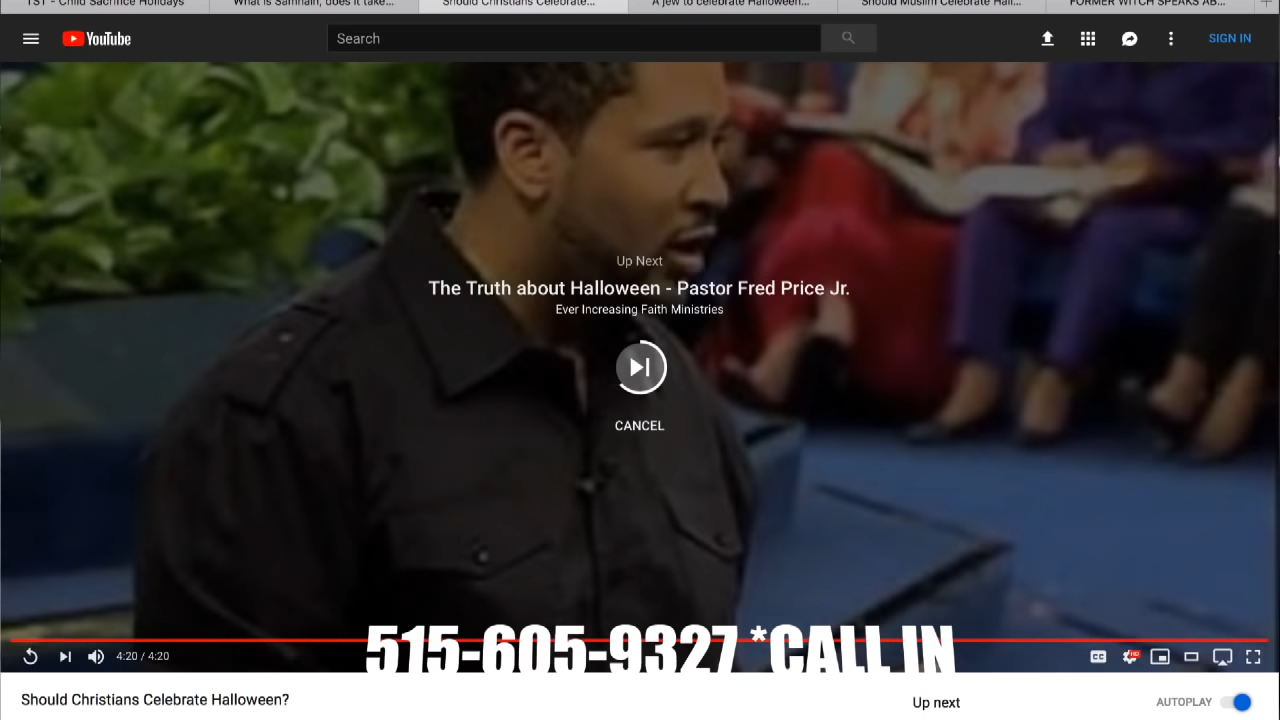 TST - Child Sacrifice Holidays
What is Samhain, does it take...
Should Christians Celebrate...
A jew to celebrate Halloween...
Should Muslim Celebrate Hall...
FORMER WITCH SPEAKS AB...
YouTube
Search
SIGN IN
Up Next
The Truth about Halloween - Pastor Fred Price Jr.
Ever Increasing Faith Ministries
CANCEL
515-605-9327 *CALL IN
4:20 / 4:20
CC
HD
Should Christians Celebrate Halloween?
Up next
AUTOPLAY